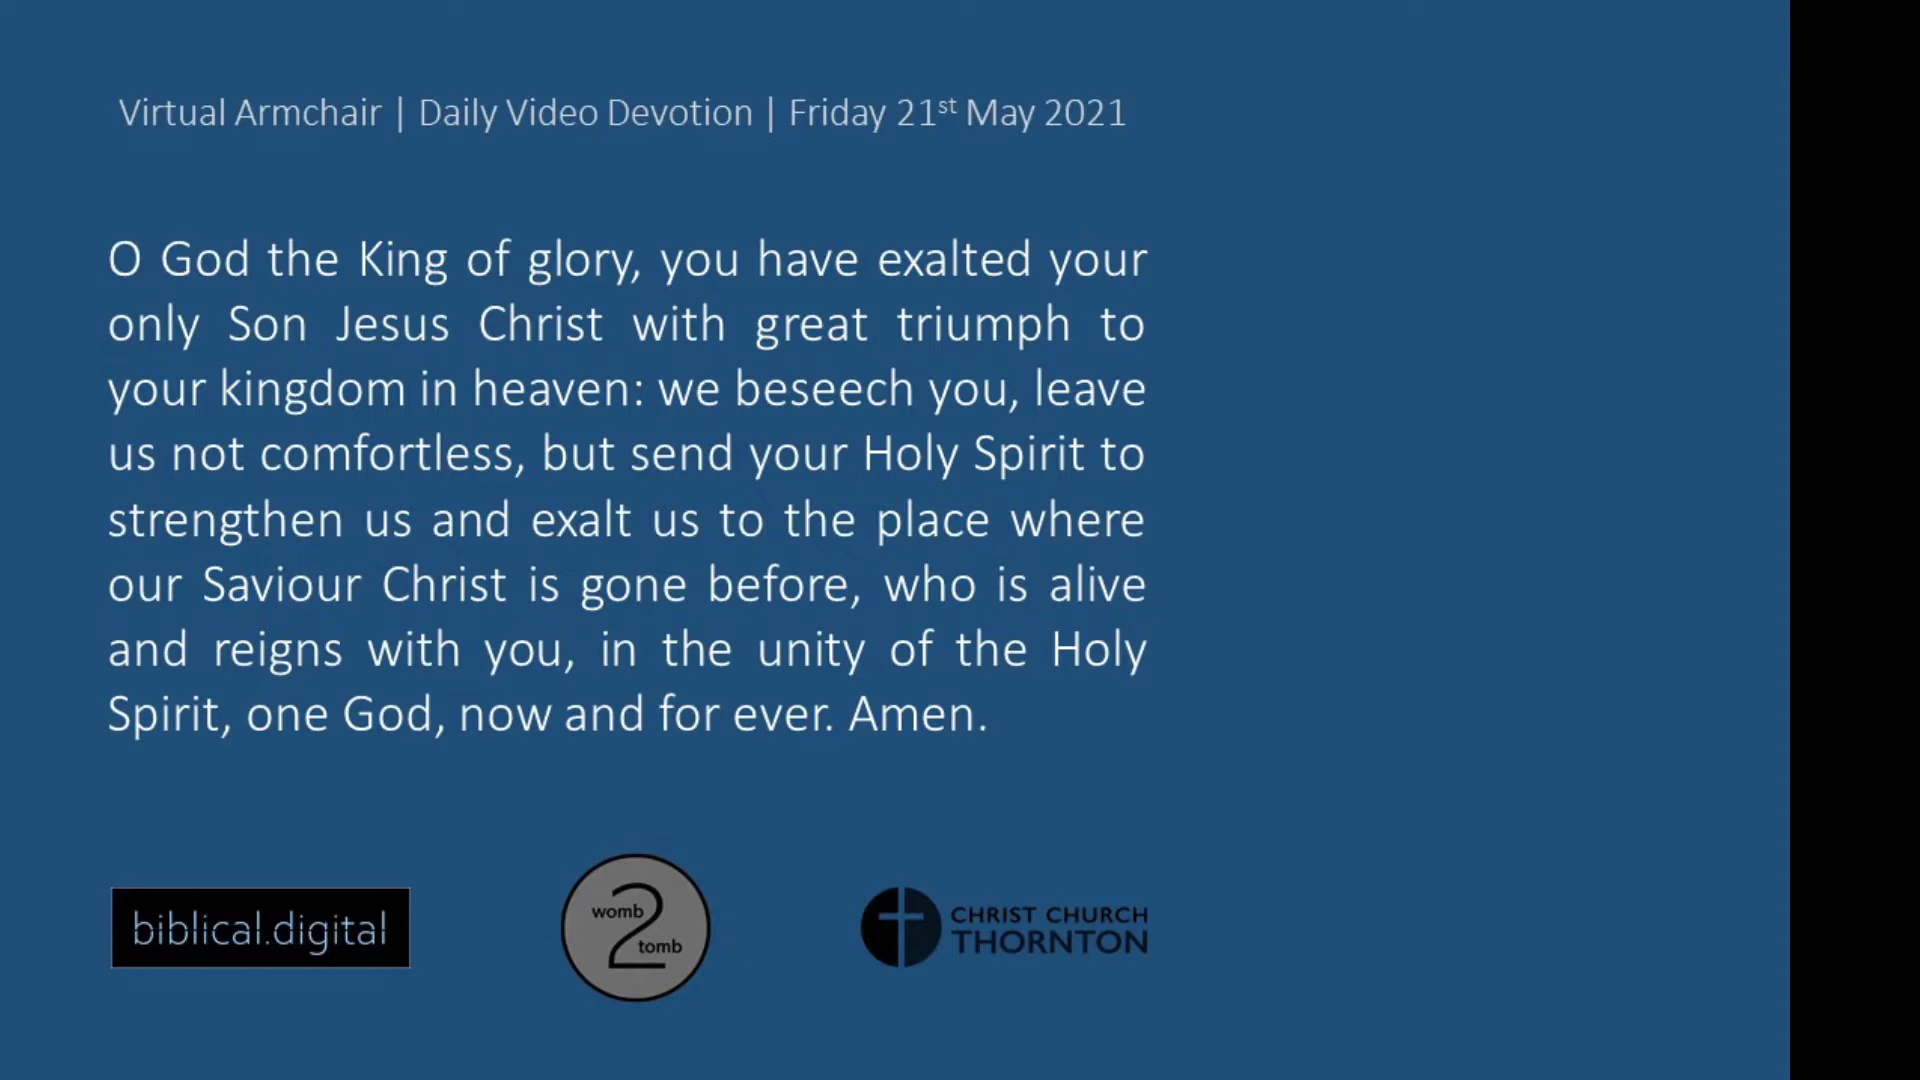 Virtual Armchair | Daily Video Devotion | Friday 21st May 2021
O God the King of glory, you have exalted your
only Son Jesus Christ with great triumph to
your kingdom in heaven: we beseech you, leave
us not comfortless, but send your Holy Spirit to
strengthen us and exalt us to the place where
our Saviour Christ is gone before, who is alive
and reigns with you, in the unity of the Holy
Spirit, one God, now and for ever. Amen.
biblical.digital
womb
2
tomb
CHRIST CHURCH
THORNTON